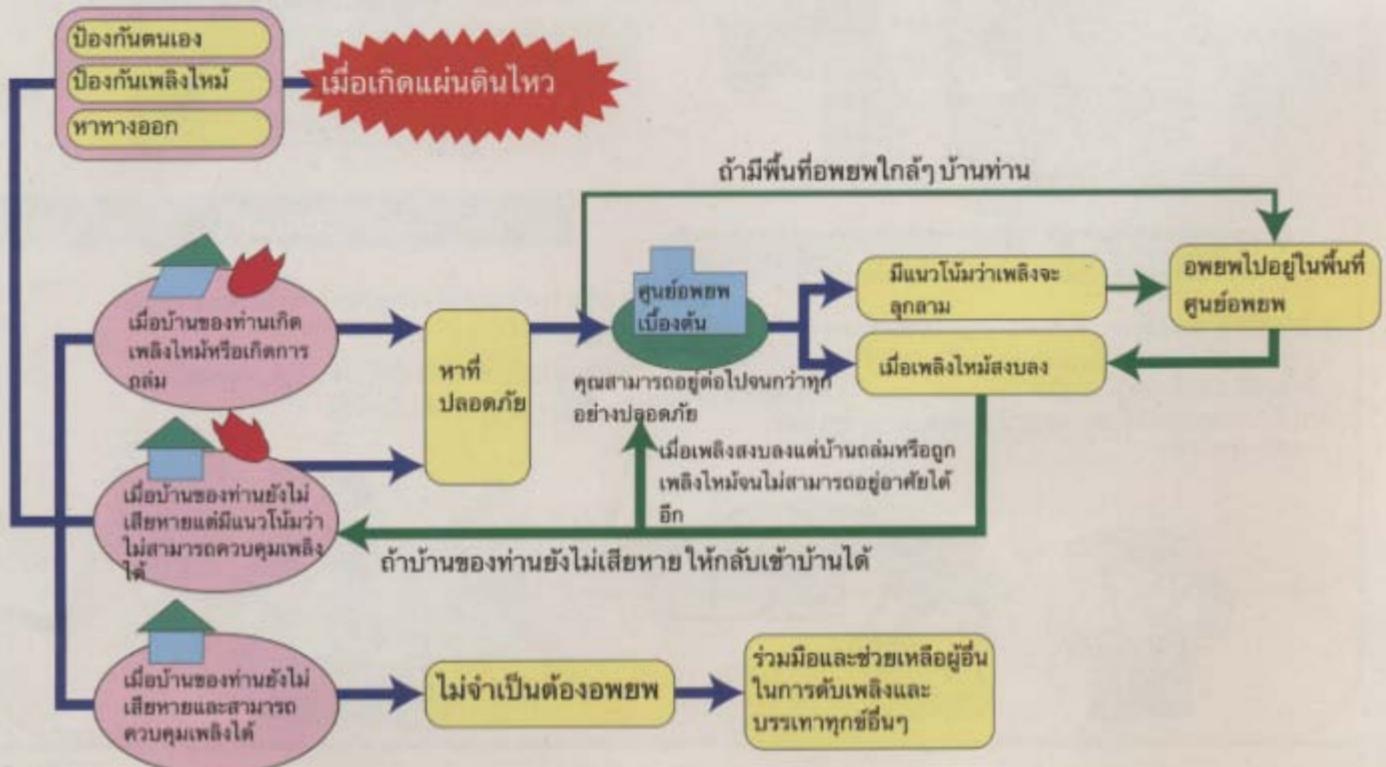 ป้องกันตนเอง
ป้องกันเพลิงไหม้
หาทางออก
เมื่อเกิดแผ่นดินไหว
ถ้ามีพื้นที่อพยพใกล้ๆ บ้านท่าน
เมื่อบ้านของท่านเกิด
เพลิงไหม้หรือเกิดการ
ถล่ม
หาที่
ปลอดภัย
ศูนย์อพยพ
เบื้องต้น
คุณสามารถอยู่ต่อไปจนกว่าทุก
อย่างปลอดภัย
มีแนวโน้มว่าเพลิงจะ
ลุกลาม
อพยพไปอยู่ในพื้นที่
ศูนย์อพยพ
เมื่อเพลิงไหม้สงบลง
เมื่อเพลิงสงบลงแต่บ้านถล่มหรือถูก
เพลิงไหม้จนไม่สามารถอยู่อาศัยได้
อีก
เมื่อบ้านของท่านยังไม่
เสียหายแต่มีแนวโน้มว่า
ไม่สามารถควบคุมเพลิง
ได้
ถ้าบ้านของท่านยังไม่เสียหาย ให้กลับเข้าบ้านได้
เมื่อบ้านของท่านยังไม่
เสียหายและสามารถ
ควบคุมเพลิงได้
ไม่จำเป็นต้องอพยพ
ร่วมมือและช่วยเหลือผู้อื่น
ในการดับเพลิงและ
บรรเทาทุกข์อื่นๆ